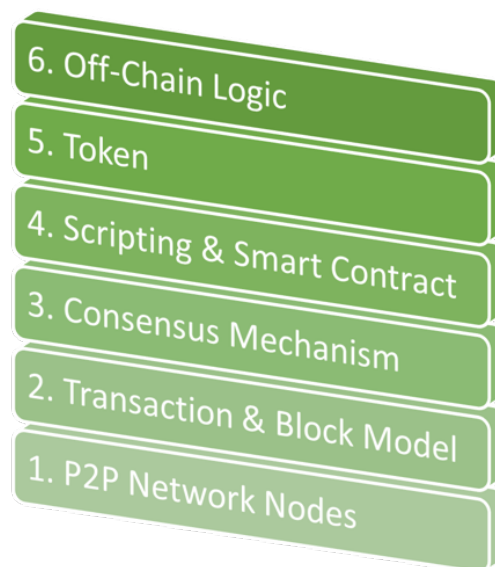 6. Off-Chain Logic
5. Token
4. Scripting & Smart Contract
3. Consensus Mechanism
2. Transaction & Block Model
1. P2P Network Nodes